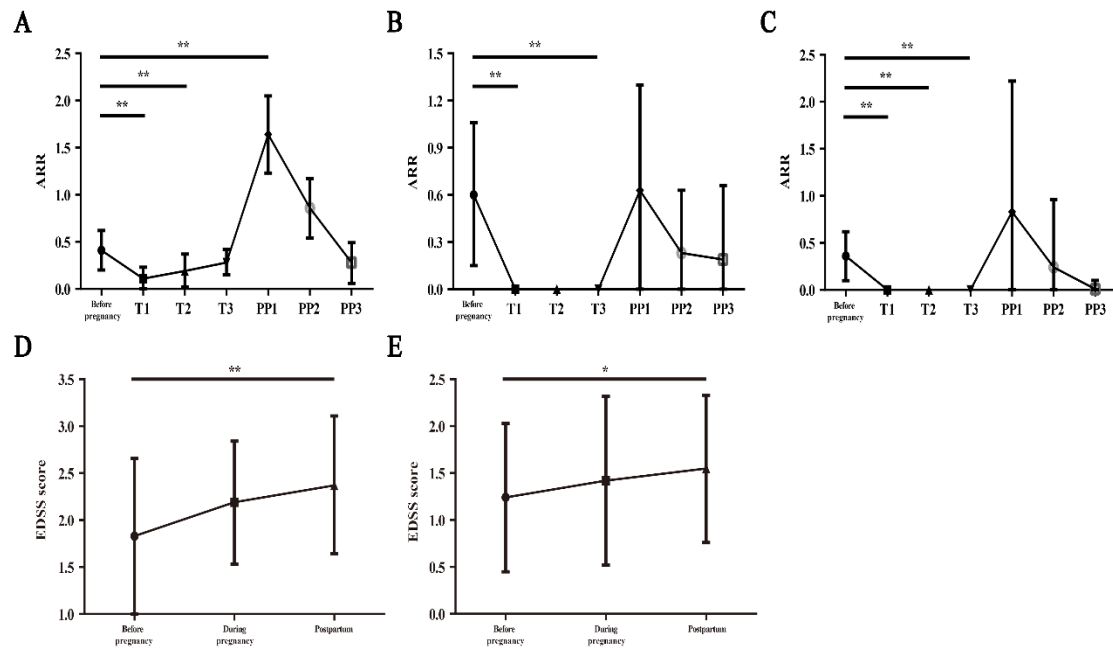 A
**
**
**
2.5
2.0
1.5
1.0
0.5
0.0
ARR
Before
pregnancy
T1
T2
T3
PP1
PP2
PP3
B
**
**
1.5
1.2
0.9
0.6
0.3
0.0
ARR
Before
pregnancy
T1
T2
T3
PP1
PP2
PP3
C
**
**
**
2.5
2.0
1.5
1.0
0.5
0.0
ARR
Before
pregnancy
T1
T2
T3
PP1
PP2
PP3
D
**
3.5
3.0
2.5
2.0
1.5
1.0
EDSS score
Before
pregnancy
During
pregnancy
Postpartum
E
*
2.5
2.0
1.5
1.0
0.5
0.0
EDSS score
Before
pregnancy
During
pregnancy
Postpartum